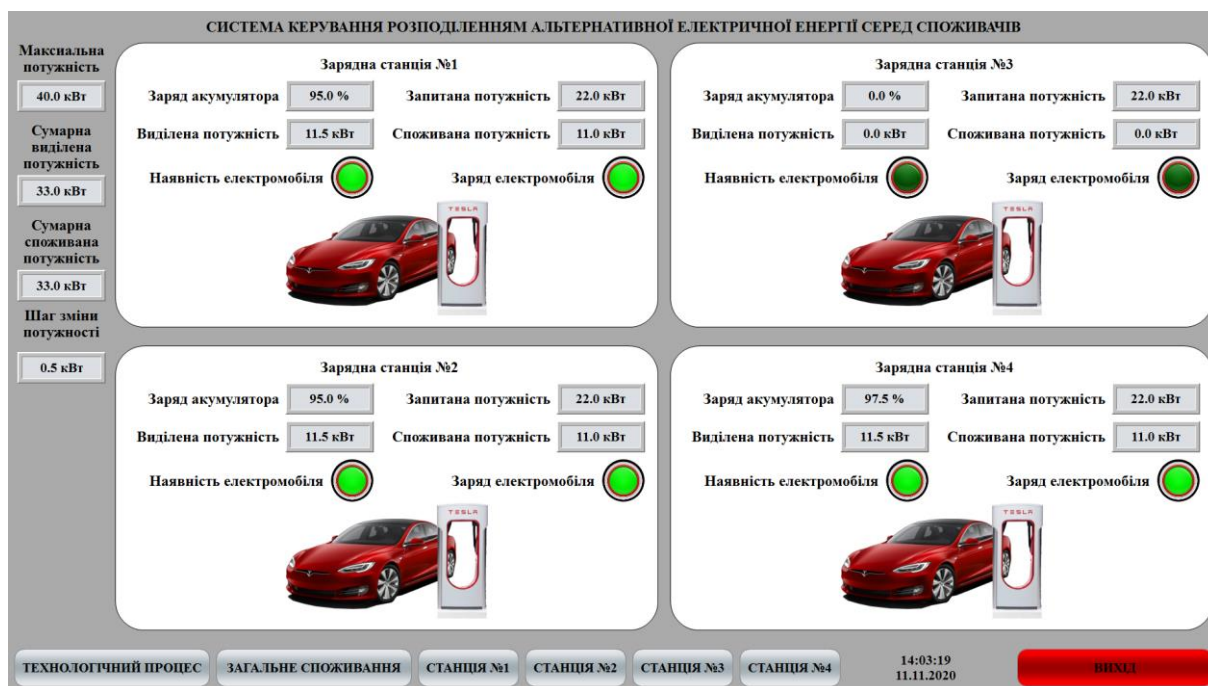 СИСТЕМА КЕРУВАННЯ РОЗПОДІЛЕННЯМ АЛЬТЕРНАТИВНОЇ ЕЛЕКТРИЧНОЇ ЕНЕРГІЇ СЕРЕД СПОЖИВАЧІВ
Максиальна
потужність
40.0 кВт
Сумарна
виділена
потужність
33.0 кВт
Сумарна
споживана
потужність
33.0 кВт
Шаг зміни
потужності
0.5 кВт
Зарядна станція №1
Заряд акумулятора 95.0 % Запитана потужність 22.0 кВт
Виділена потужність 11.5 кВт Споживана потужність 11.0 кВт
Наявність електромобіля Заряд електромобіля
TESLA
Зарядна станція №3
Заряд акумулятора 0.0 % Запитана потужність 22.0 кВт
Виділена потужність 0.0 кВт Споживана потужність 0.0 кВт
Наявність електромобіля Заряд електромобіля
TESLA
Зарядна станція №2
Заряд акумулятора 95.0 % Запитана потужність 22.0 кВт
Виділена потужність 11.5 кВт Споживана потужність 11.0 кВт
Наявність електромобіля Заряд електромобіля
TESLA
Зарядна станція №4
Заряд акумулятора 97.5 % Запитана потужність 22.0 кВт
Виділена потужність 11.5 кВт Споживана потужність 11.0 кВт
Наявність електромобіля Заряд електромобіля
TESLA
ТЕХНОЛОГІЧНИЙ ПРОЦЕС ЗАГАЛЬНЕ СПОЖИВАННЯ СТАНЦІЯ №1 СТАНЦІЯ №2 СТАНЦІЯ №3 СТАНЦІЯ №4
14:03:19
11.11.2020
ВИХІД